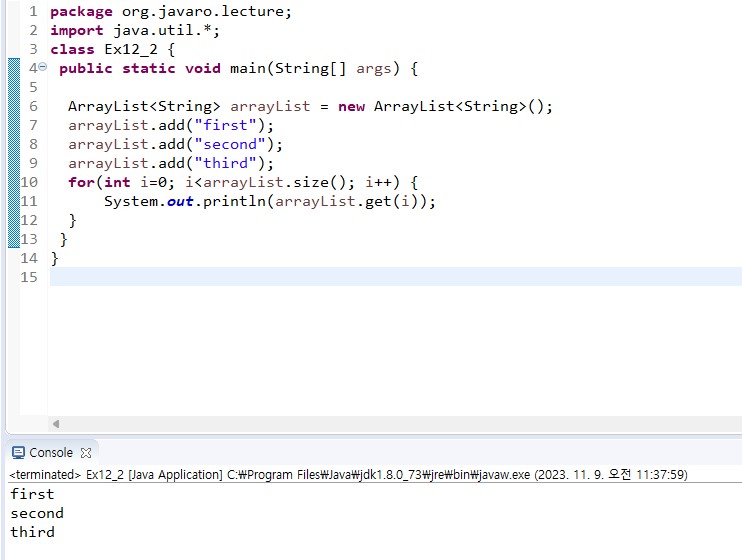 1 package org.javaro.lecture;
2 import java.util.*;
3 class Ex12_2 {
4 public static void main(String[] args) {
5
6 ArrayList<String> arrayList = new ArrayList<String>();
7 arrayList.add("first");
8 arrayList.add("second");
9 arrayList.add("third");
10 for(int i=0; i<arrayList.size(); i++) {
11 System.out.println(arrayList.get(i));
12 }
13 }
14 }
15
Console
<terminated> Ex12_2 [Java Application] C:₩Program Files₩Java₩jdk1.8.0_73₩jre₩bin₩javaw.exe (2023. 11. 9. 오전 11:37:59)
first
second
third